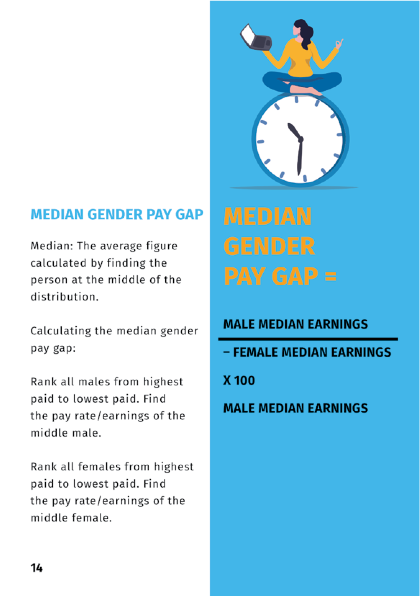 MEDIAN GENDER PAY GAP
Median: The average figure
calculated by finding the
person at the middle of the
distribution.
Calculating the median gender
pay gap:
Rank all males from highest
paid to lowest paid. Find
the pay rate/earnings of the
middle male.
Rank all females from highest
paid to lowest paid. Find
the pay rate/earnings of the
middle female.
14
MEDIAN
GENDER
PAY GAP =
MALE MEDIAN EARNINGS
– FEMALE MEDIAN EARNINGS
X 100
MALE MEDIAN EARNINGS